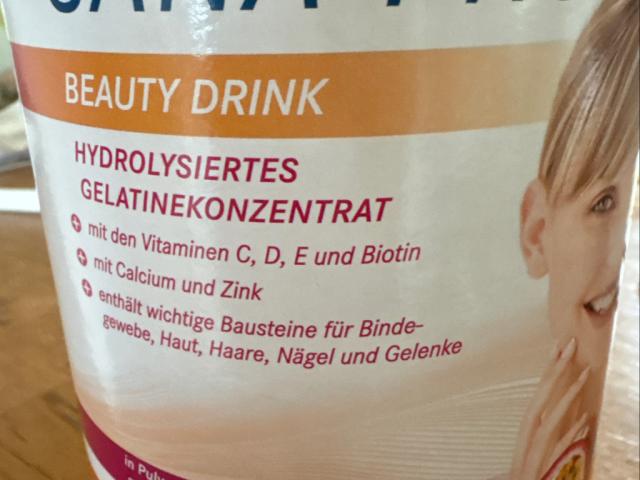 BEAUTY DRINK
HYDROLYSIERTES
GELATINEKONZENTRAT
mit den Vitaminen C, D, E und Biotin
mit Calcium und Zink
enthält wichtige Bausteine für Binde-
gewebe, Haut, Haare, Nägel und Gelenke
in